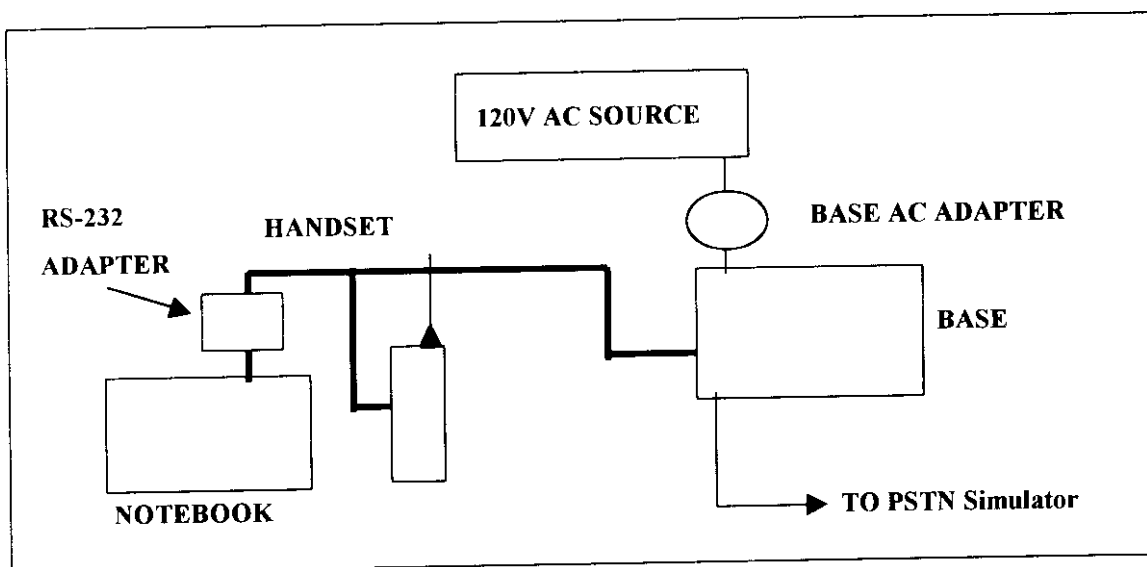 120V AC SOURCE
RS-232
ADAPTER
HANDSET
BASE AC ADAPTER
BASE
NOTEBOOK
TO PSTN Simulator